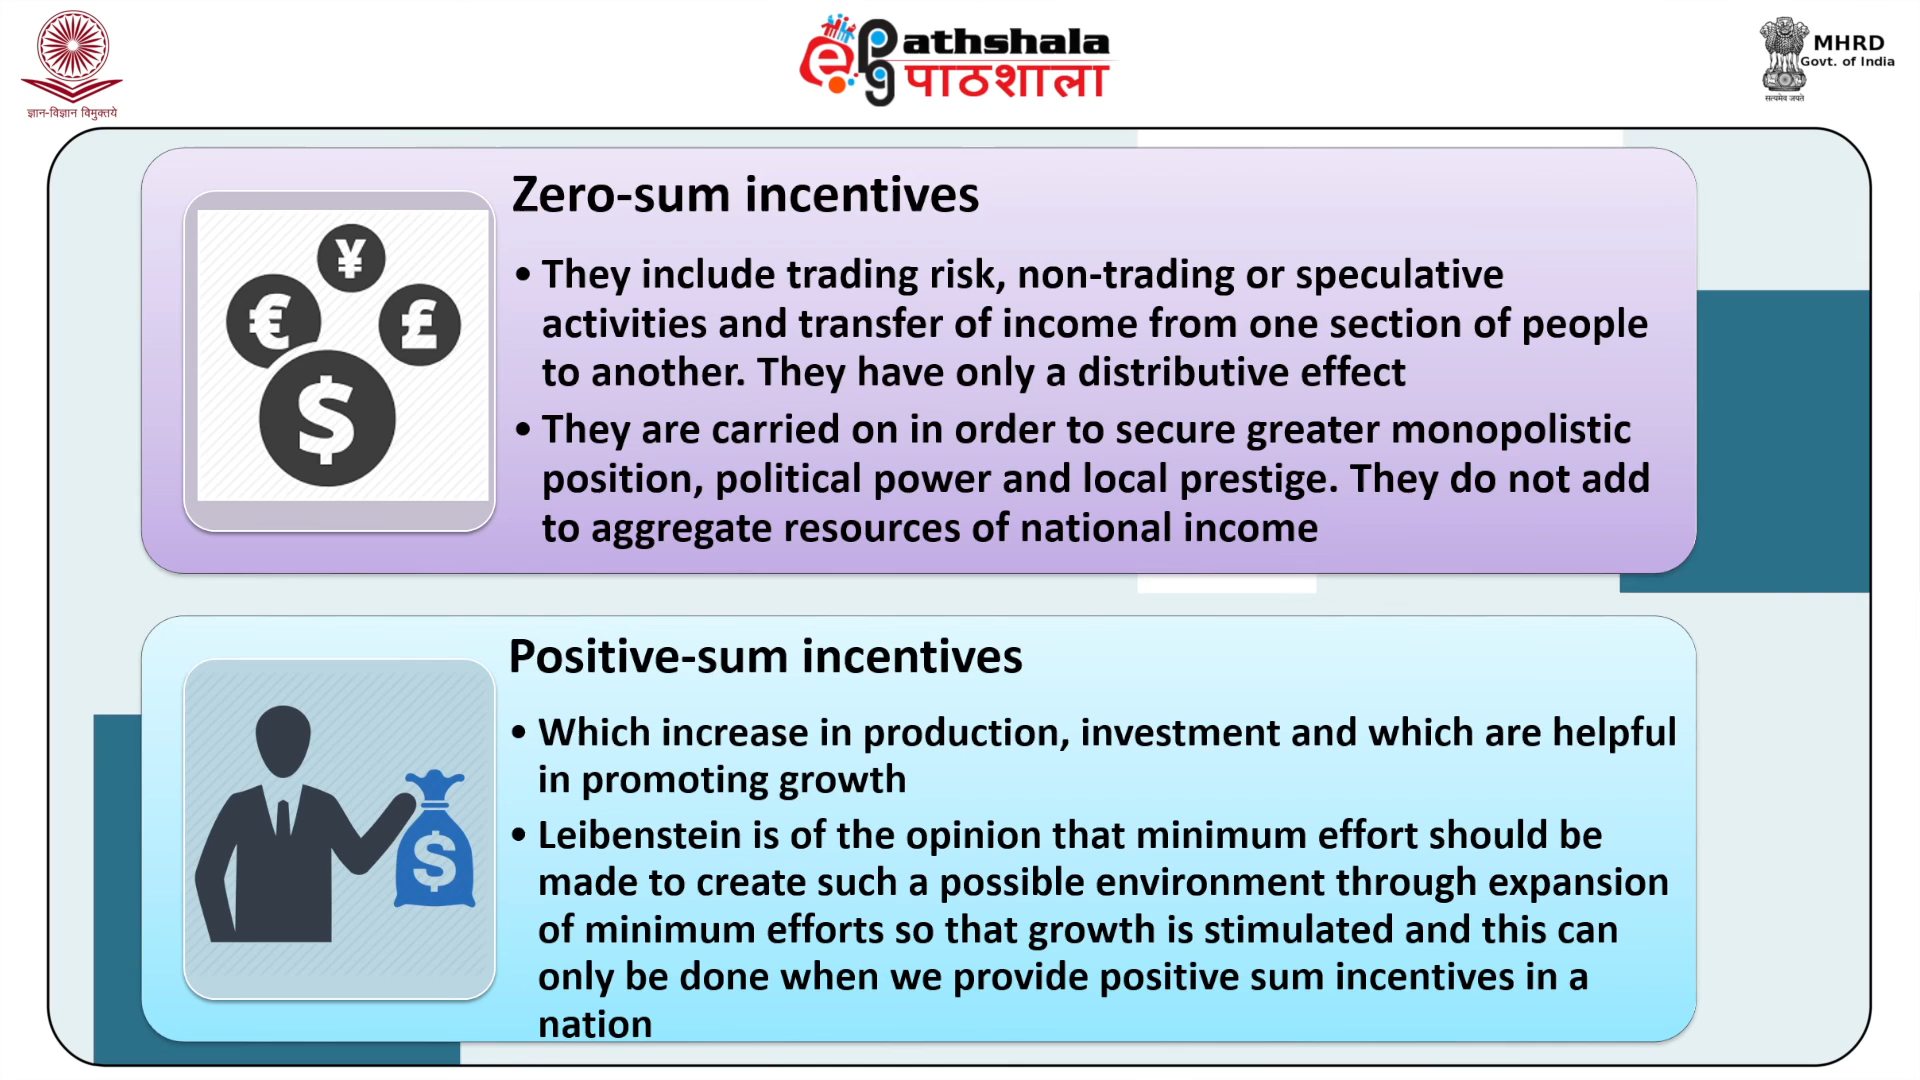 ज्ञान-विज्ञान विमुक्तये
epg Pathshala
पाठशाला
MHRD
Govt. of India
सत्यमेव जयते
Zero-sum incentives
• They include trading risk, non-trading or speculative
activities and transfer of income from one section of people
to another. They have only a distributive effect
• They are carried on in order to secure greater monopolistic
position, political power and local prestige. They do not add
to aggregate resources of national income
¥
€
£
$
Positive-sum incentives
• Which increase in production, investment and which are helpful
in promoting growth
• Leibenstein is of the opinion that minimum effort should be
made to create such a possible environment through expansion
of minimum efforts so that growth is stimulated and this can
only be done when we provide positive sum incentives in a
nation
$